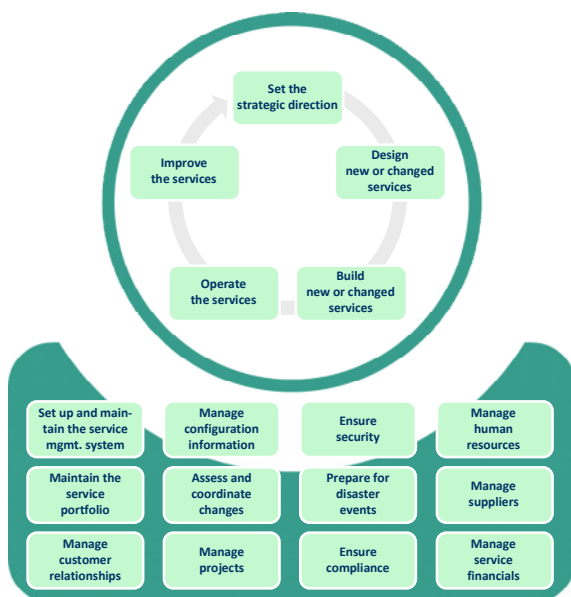 Set the
strategic direction
Design
new or changed
services
Build
new or changed
services
Operate
the services
Improve
the services
Set up and main-
tain the service
mgmt. system
Manage
configuration
information
Ensure
security
Manage
human
resources
Maintain the
service
portfolio
Assess and
coordinate
changes
Prepare for
disaster
events
Manage
suppliers
Manage
customer
relationships
Manage
projects
Ensure
compliance
Manage
service
financials